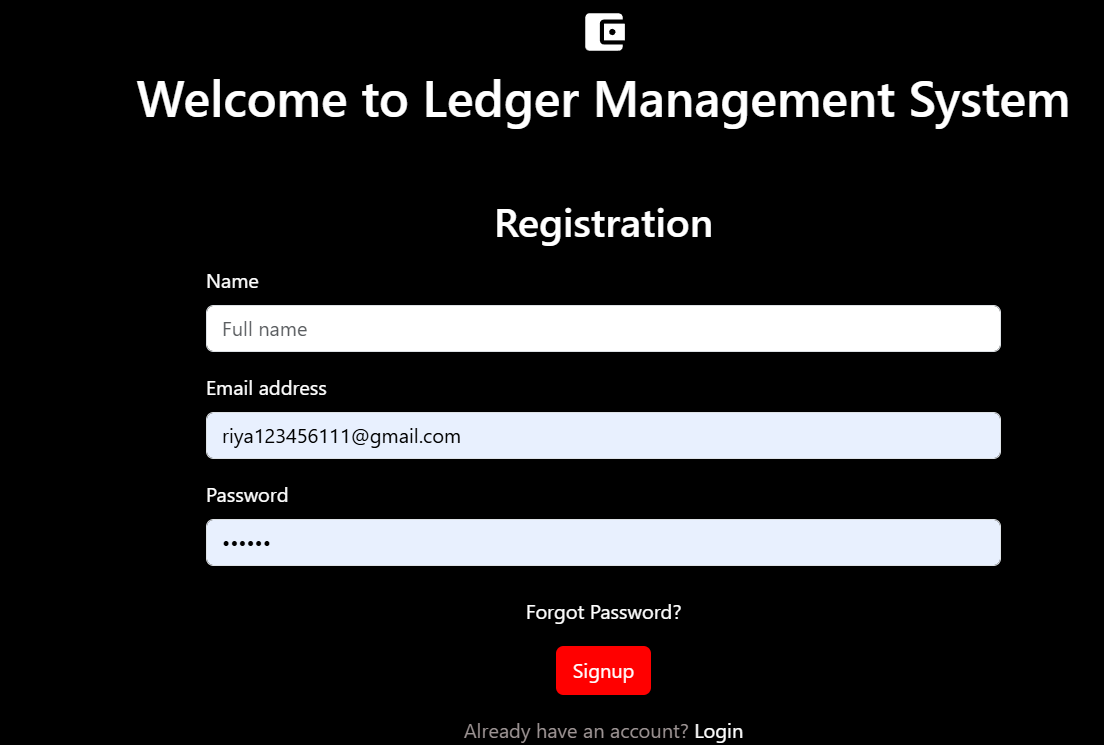 Welcome to Ledger Management System
Registration
Name
Full name
Email address
riya123456111@gmail.com
Password
••••••
Forgot Password?
Signup
Already have an account? Login